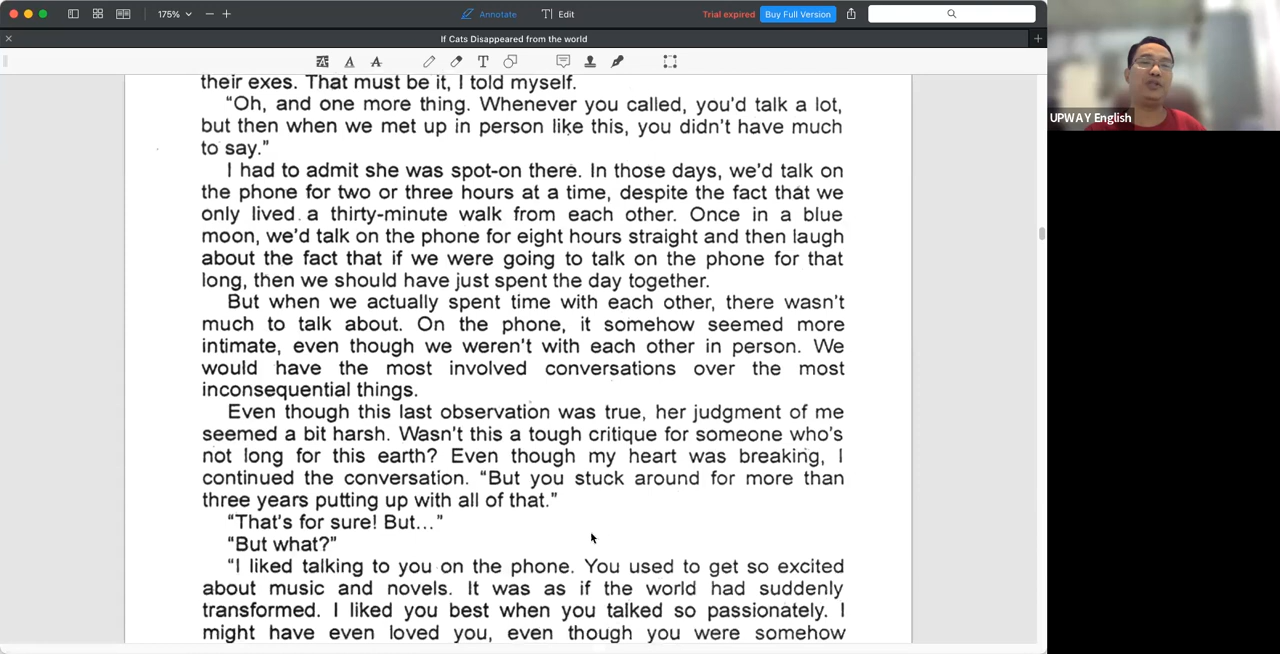 175%
Annotate
Edit
Trial expired
Buy Full Version
If Cats Disappeared from the world
their exes. That must be it, I told myself.
“Oh, and one more thing. Whenever you called, you’d talk a lot,
but then when we met up in person like this, you didn’t have much
to say.”
I had to admit she was spot-on there. In those days, we’d talk on
the phone for two or three hours at a time, despite the fact that we
only lived a thirty-minute walk from each other. Once in a blue
moon, we’d talk on the phone for eight hours straight and then laugh
about the fact that if we were going to talk on the phone for that
long, then we should have just spent the day together.
But when we actually spent time with each other, there wasn’t
much to talk about. On the phone, it somehow seemed more
intimate, even though we weren’t with each other in person. We
would have the most involved conversations over the most
inconsequential things.
Even though this last observation was true, her judgment of me
seemed a bit harsh. Wasn’t this a tough critique for someone who’s
not long for this earth? Even though my heart was breaking, I
continued the conversation. “But you stuck around for more than
three years putting up with all of that.”
“That’s for sure! But...”
“But what?”
“I liked talking to you on the phone. You used to get so excited
about music and novels. It was as if the world had suddenly
transformed. I liked you best when you talked so passionately. I
might have even loved you, even though you were somehow
UPWAY English